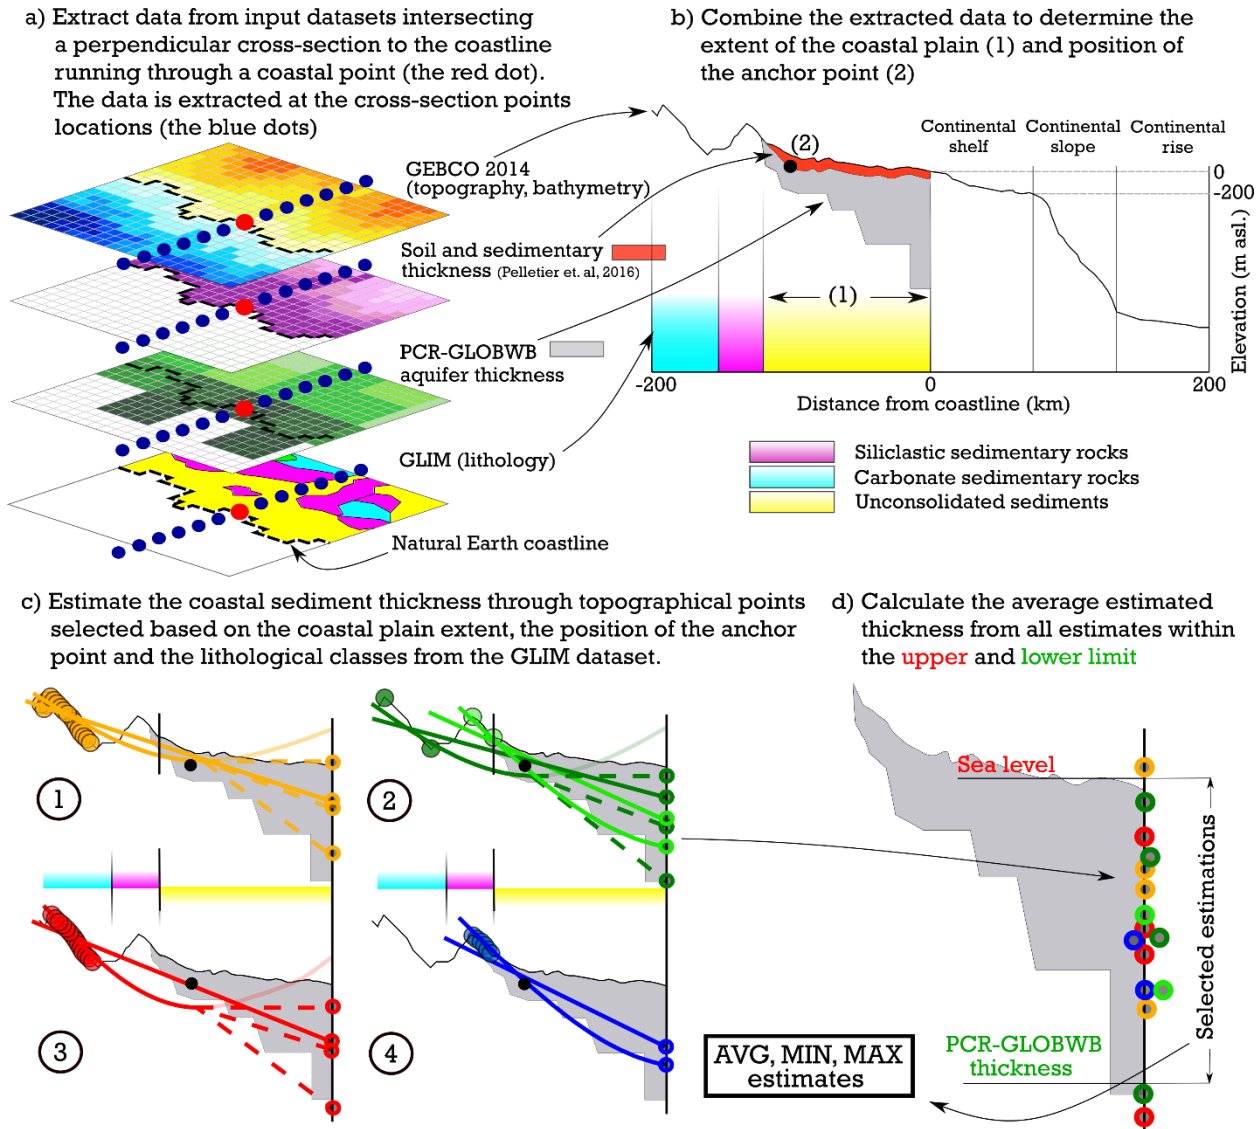 a) Extract data from input datasets intersecting
a perpendicular cross-section to the coastline
running through a coastal point (the red dot).
The data is extracted at the cross-section points
locations (the blue dots)
b) Combine the extracted data to determine the
extent of the coastal plain (1) and position of
the anchor point (2)
GEBCO 2014
(topography, bathymetry)
Soil and sedimentary
thickness (Pelletier et. al, 2016)
PCR-GLOBWB
aquifer thickness
GLIM (lithology)
Natural Earth coastline
(2)
(1)
Continental
shelf
Continental
slope
Continental
rise
0
-200
Elevation (m asl.)
-200
0
200
Distance from coastline (km)
Siliclastic sedimentary rocks
Carbonate sedimentary rocks
Unconsolidated sediments
c) Estimate the coastal sediment thickness through topographical points
selected based on the coastal plain extent, the position of the anchor
point and the lithological classes from the GLIM dataset.
1
2
3
4
d) Calculate the average estimated
thickness from all estimates within
the upper and lower limit
Sea level
Selected estimations
PCR-GLOBWB
thickness
AVG, MIN, MAX
estimates